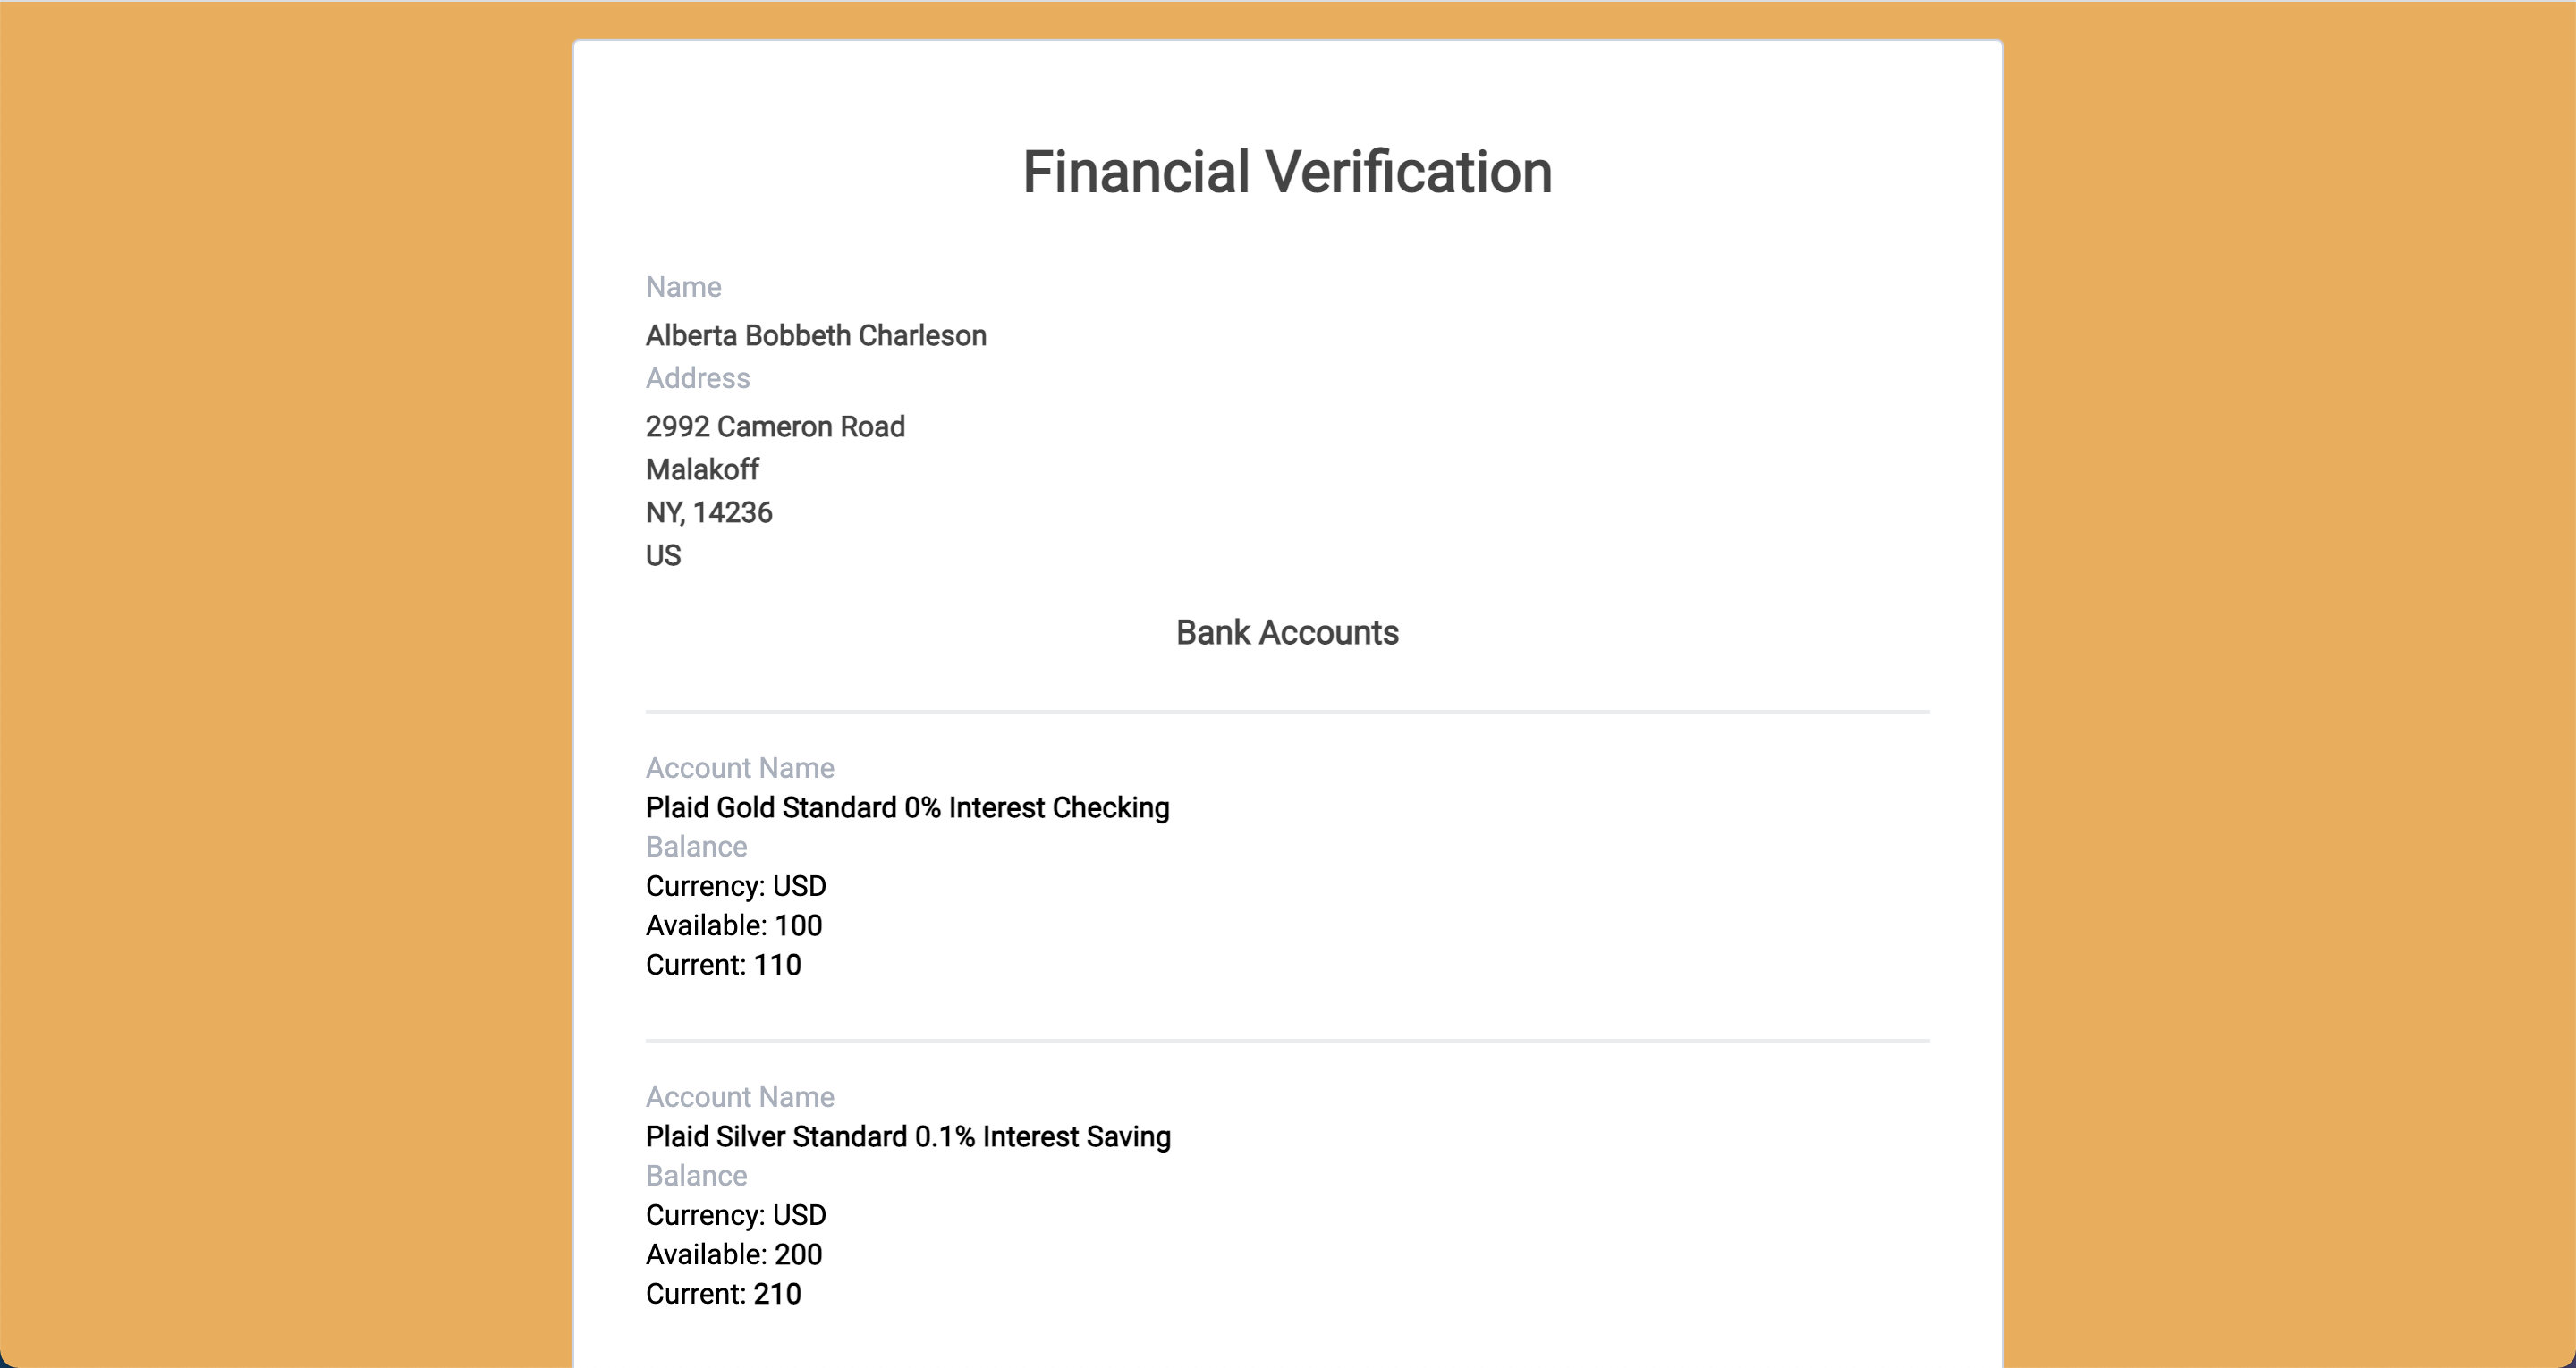 Financial Verification
Name
Alberta Bobbeth Charleson
Address
2992 Cameron Road
Malakoff
NY, 14236
US
Bank Accounts
Account Name
Plaid Gold Standard 0% Interest Checking
Balance
Currency: USD
Available: 100
Current: 110
Account Name
Plaid Silver Standard 0.1% Interest Saving
Balance
Currency: USD
Available: 200
Current: 210